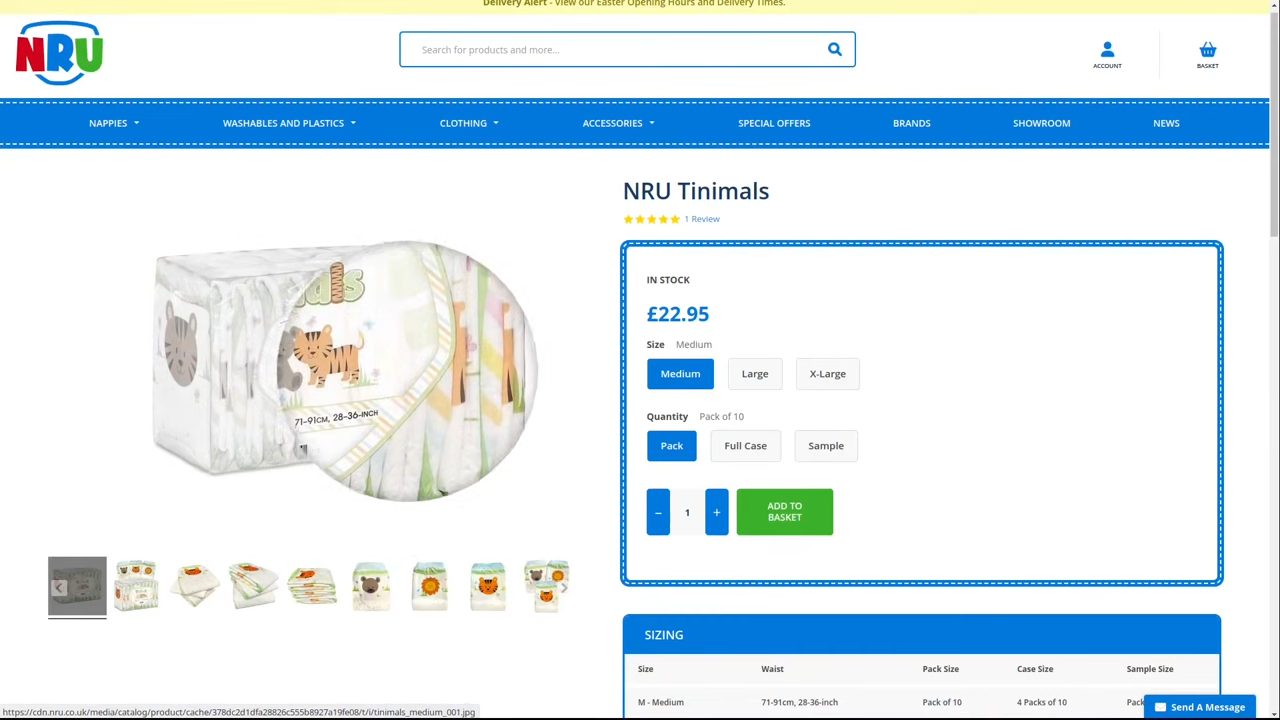 Delivery Alert - View our Easter Opening Hours and Delivery Times.
NRU
Search for products and more...
ACCOUNT
BASKET
NAPPIES
WASHABLES AND PLASTICS
CLOTHING
ACCESSORIES
SPECIAL OFFERS
BRANDS
SHOWROOM
NEWS
NRU Tinimals
1 Review
IN STOCK
£22.95
Size Medium
Medium
Large
X-Large
71-91CM, 28-36-INCH
Quantity Pack of 10
Pack
Full Case
Sample
–
1
+
ADD TO
BASKET
SIZING
Size Waist Pack Size Case Size Sample Size
M - Medium 71-91cm, 28-36-inch Pack of 10 4 Packs of 10
Send A Message
https://cdn.nru.co.uk/media/catalog/product/cache/378dc2d1dfa28826c555b8927a19fe08/t/i/tinimals_medium_001.jpg